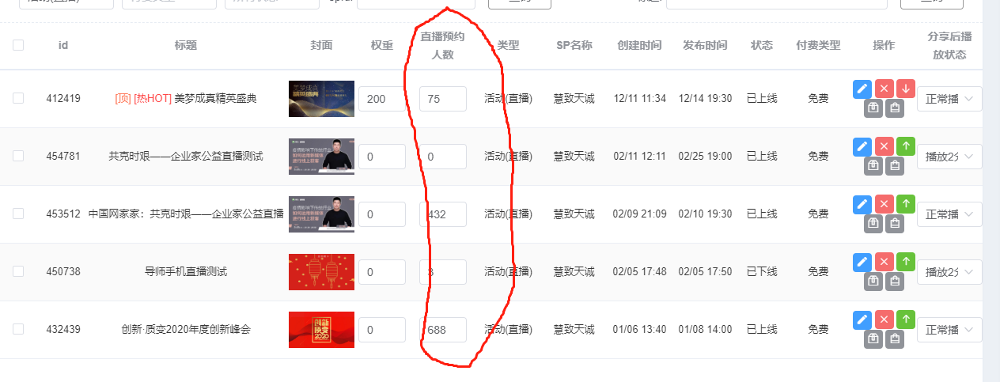 id 标题 封面 权重 直播预约人数 类型 SP名称 创建时间 发布时间 状态 付费类型 操作 分享后播放状态
412419 [顶] [热HOT] 美梦成真精英盛典 200 75 活动(直播) 慧致天诚 12/11 11:34 12/14 19:30 已上线 免费 正常播
454781 共克时艰——企业家公益直播测试 0 0 活动(直播) 慧致天诚 02/11 12:11 02/25 19:00 已上线 免费 播放2分
453512 中国网家家：共克时艰——企业家公益直播 0 432 活动(直播) 慧致天诚 02/09 21:09 02/10 19:30 已上线 免费 正常播
450738 导师手机直播测试 0 3 活动(直播) 慧致天诚 02/05 17:48 02/05 17:50 已下线 免费 播放2分
432439 创新·质变2020年度创新峰会 0 688 活动(直播) 慧致天诚 01/06 13:40 01/08 14:00 已上线 免费 正常播